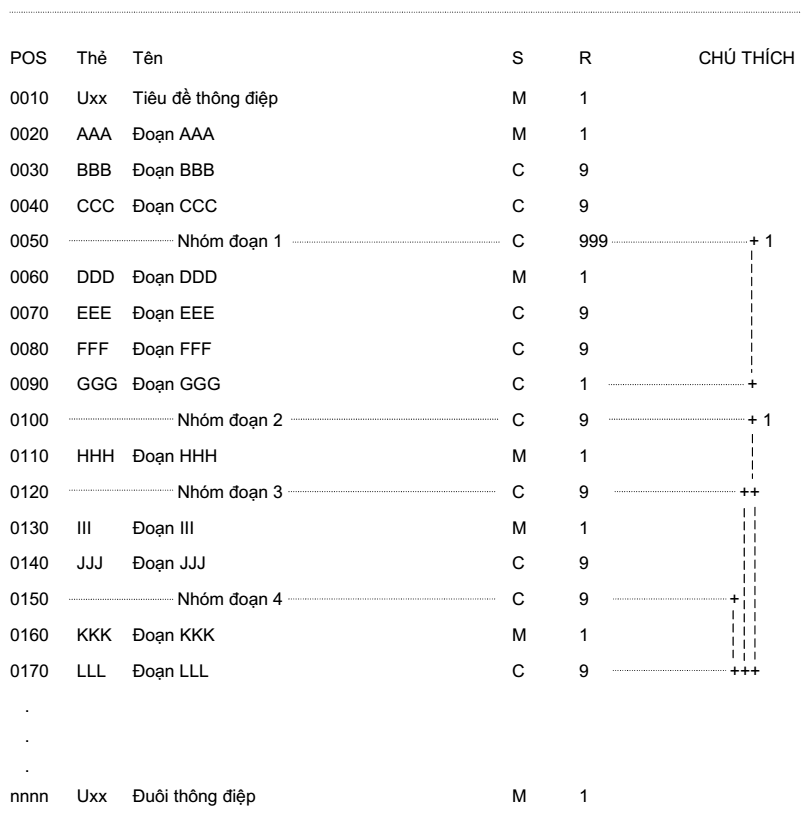 POS Thẻ Tên S R CHÚ THÍCH
0010 Uxx Tiêu đề thông điệp M 1
0020 AAA Đoạn AAA M 1
0030 BBB Đoạn BBB C 9
0040 CCC Đoạn CCC C 9
0050 Nhóm đoạn 1 C 999 + 1
0060 DDD Đoạn DDD M 1
0070 EEE Đoạn EEE C 9
0080 FFF Đoạn FFF C 9
0090 GGG Đoạn GGG C 1 +
0100 Nhóm đoạn 2 C 9 + 1
0110 HHH Đoạn HHH M 1
0120 Nhóm đoạn 3 C 9 ++
0130 III Đoạn III M 1
0140 JJJ Đoạn JJJ C 9
0150 Nhóm đoạn 4 C 9 +
0160 KKK Đoạn KKK M 1
0170 LLL Đoạn LLL C 9 +++
.
.
.
nnnn Uxx Đuôi thông điệp M 1